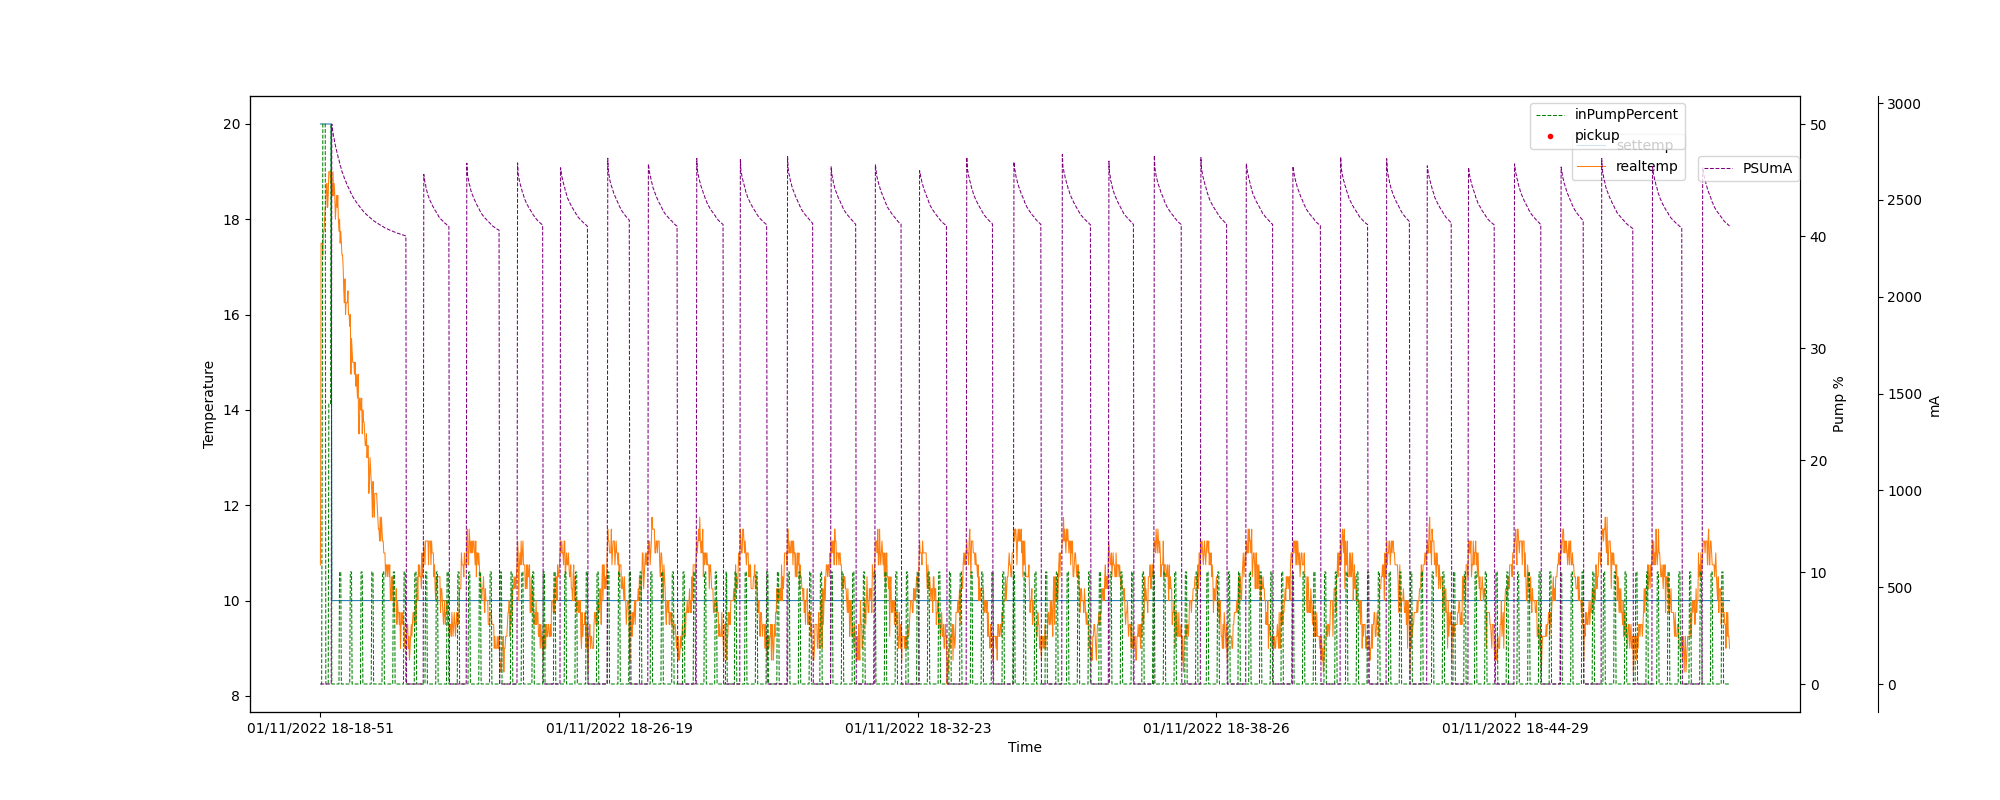 inPumpPercent
pickup
settemp
realtemp
PSUmA
20
18
16
14
12
10
8
Temperature
50
40
30
20
10
0
Pump %
3000
2500
2000
1500
1000
500
0
mA
01/11/2022 18-18-51
01/11/2022 18-26-19
01/11/2022 18-32-23
01/11/2022 18-38-26
01/11/2022 18-44-29
Time